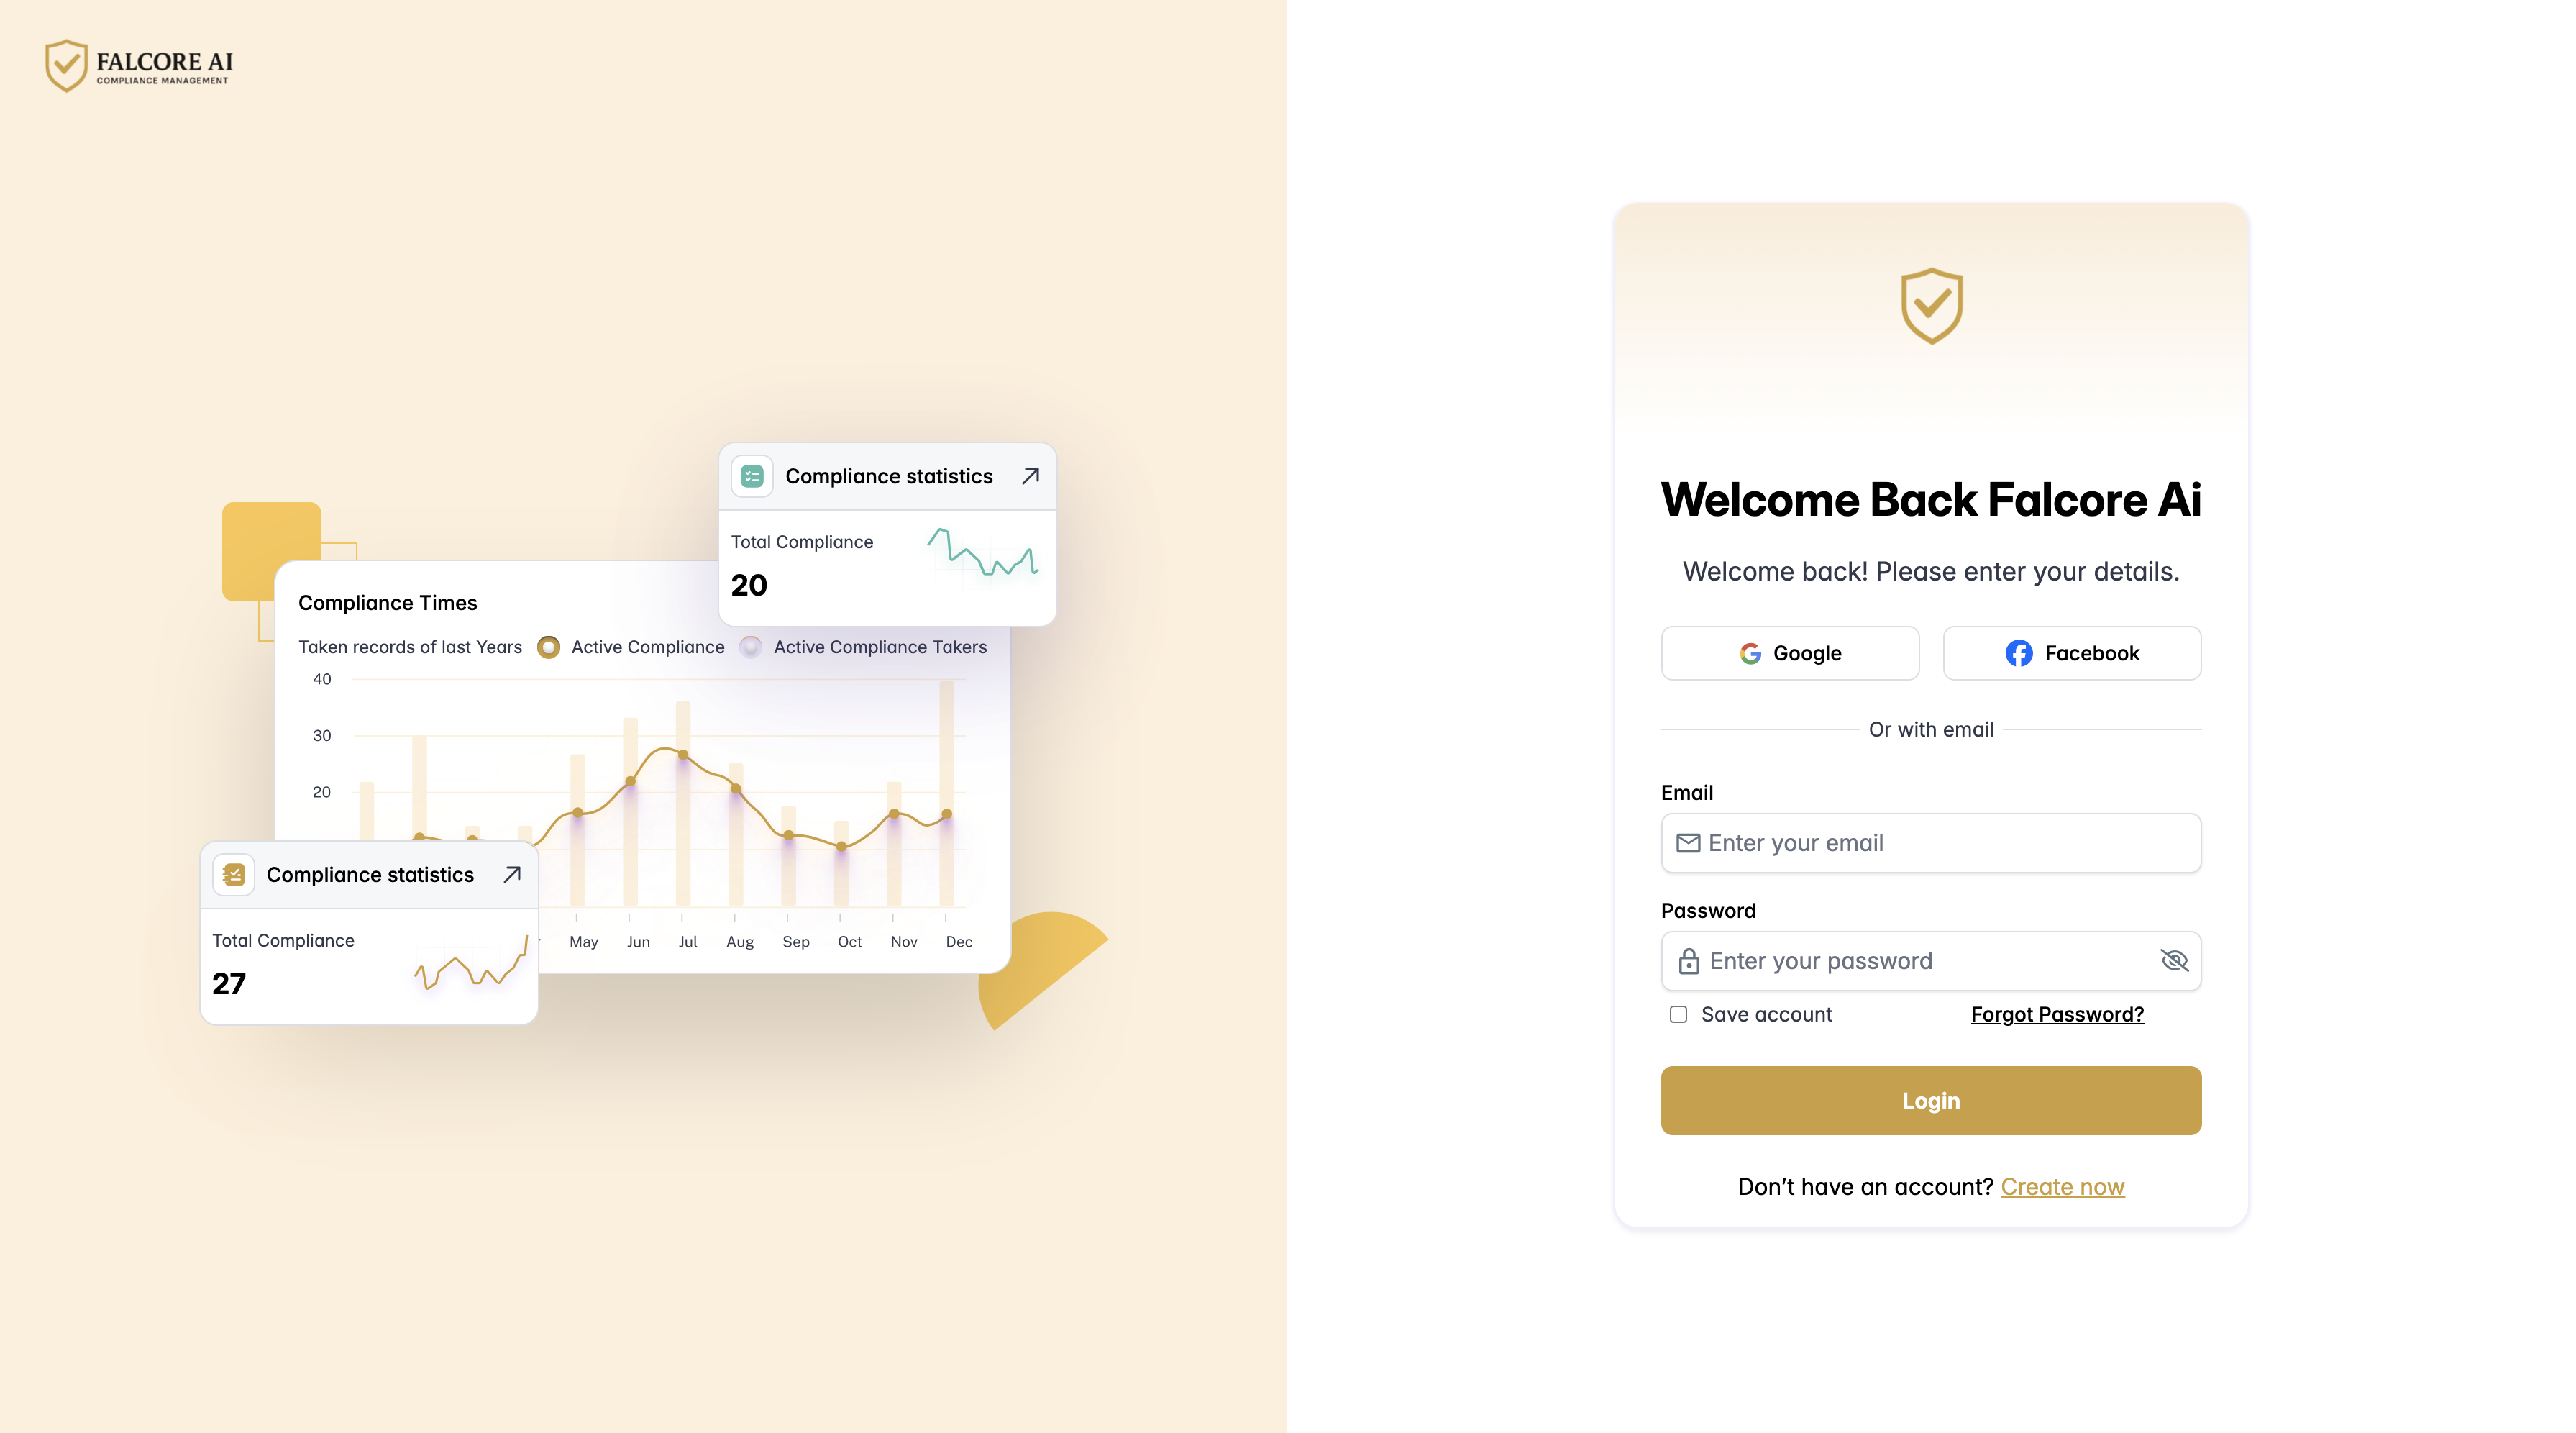 FALCORE AI
COMPLIANCE MANAGEMENT
Compliance statistics
Total Compliance
20
Compliance Times
Taken records of last Years
Active Compliance
Active Compliance Takers
40
30
20
May Jun Jul Aug Sep Oct Nov Dec
Compliance statistics
Total Compliance
27
Welcome Back Falcore Ai
Welcome back! Please enter your details.
Google
Facebook
Or with email
Email
Enter your email
Password
Enter your password
Save account
Forgot Password?
Login
Don’t have an account? Create now